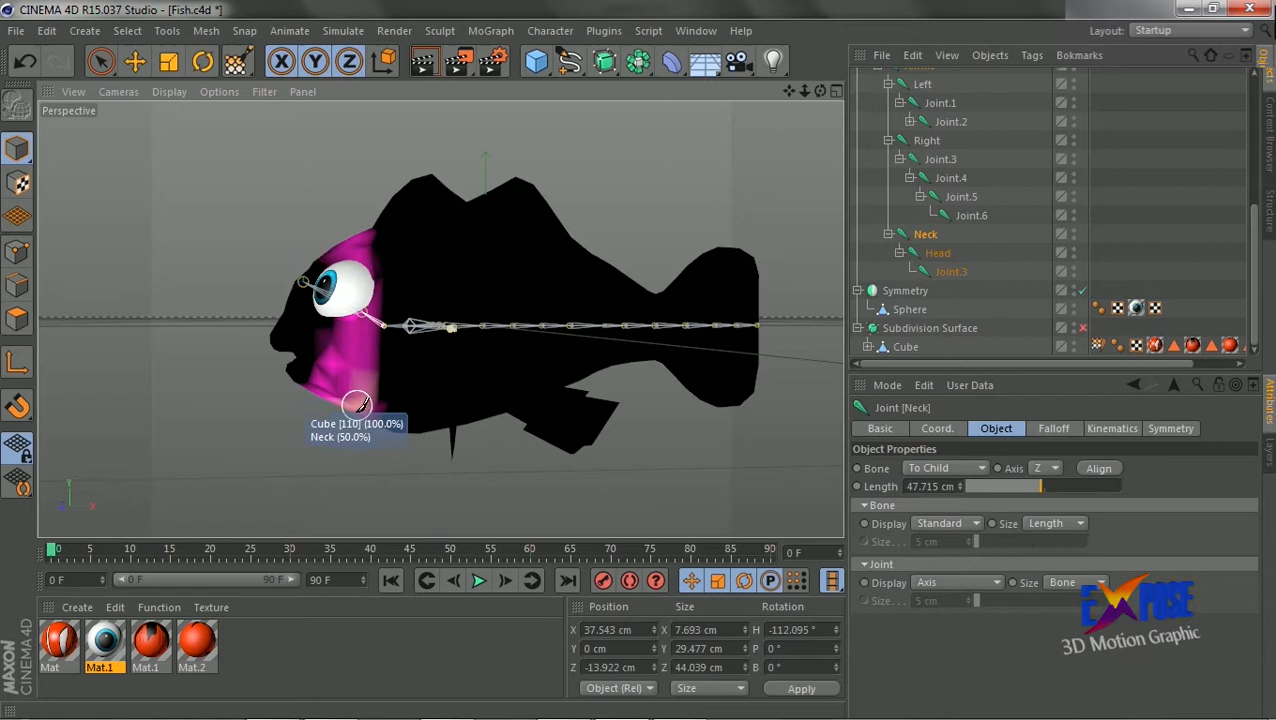 CINEMA 4D R15.037 Studio - [Fish.c4d *]
File Edit Create Select Tools Mesh Snap Animate Simulate Render Sculpt MoGraph Character Plugins Script Window Help Layout: Startup
File Edit View Objects Tags Bokmarks
View Cameras Display Options Filter Panel
Perspective
Left
Joint.1
Joint.2
Right
Joint.3
Joint.4
Joint.5
Joint.6
Neck
Head
Joint.3
Symmetry
Sphere
Subdivision Surface
Cube
Objects
Content Browser
Structure
Attributes
Layers
Cube [110] (100.0%)
Neck (50.0%)
Y
Z X
Mode Edit User Data
Joint [Neck]
Basic Coord. Object Falloff Kinematics Symmetry
Object Properties
Bone To Child Axis Z Align
Length 47.715 cm
Bone
Display Standard Size Length
Size . . . 5 cm
Joint
Display Axis Size Bone
Size . . . 5 cm
0 5 10 15 20 25 30 35 40 45 50 55 60 65 70 75 80 85 90 0 F
0 F 0 F 90 F 90 F
Create Edit Function Texture
Mat Mat.1 Mat.1 Mat.2
Position Size Rotation
X 37.543 cm X 7.693 cm H -112.095 °
Y 0 cm Y 29.477 cm P 0 °
Z -13.922 cm Z 44.039 cm B 0 °
Object (Rel) Size Apply
MAXON CINEMA 4D
EXPOSE
3D Motion Graphic